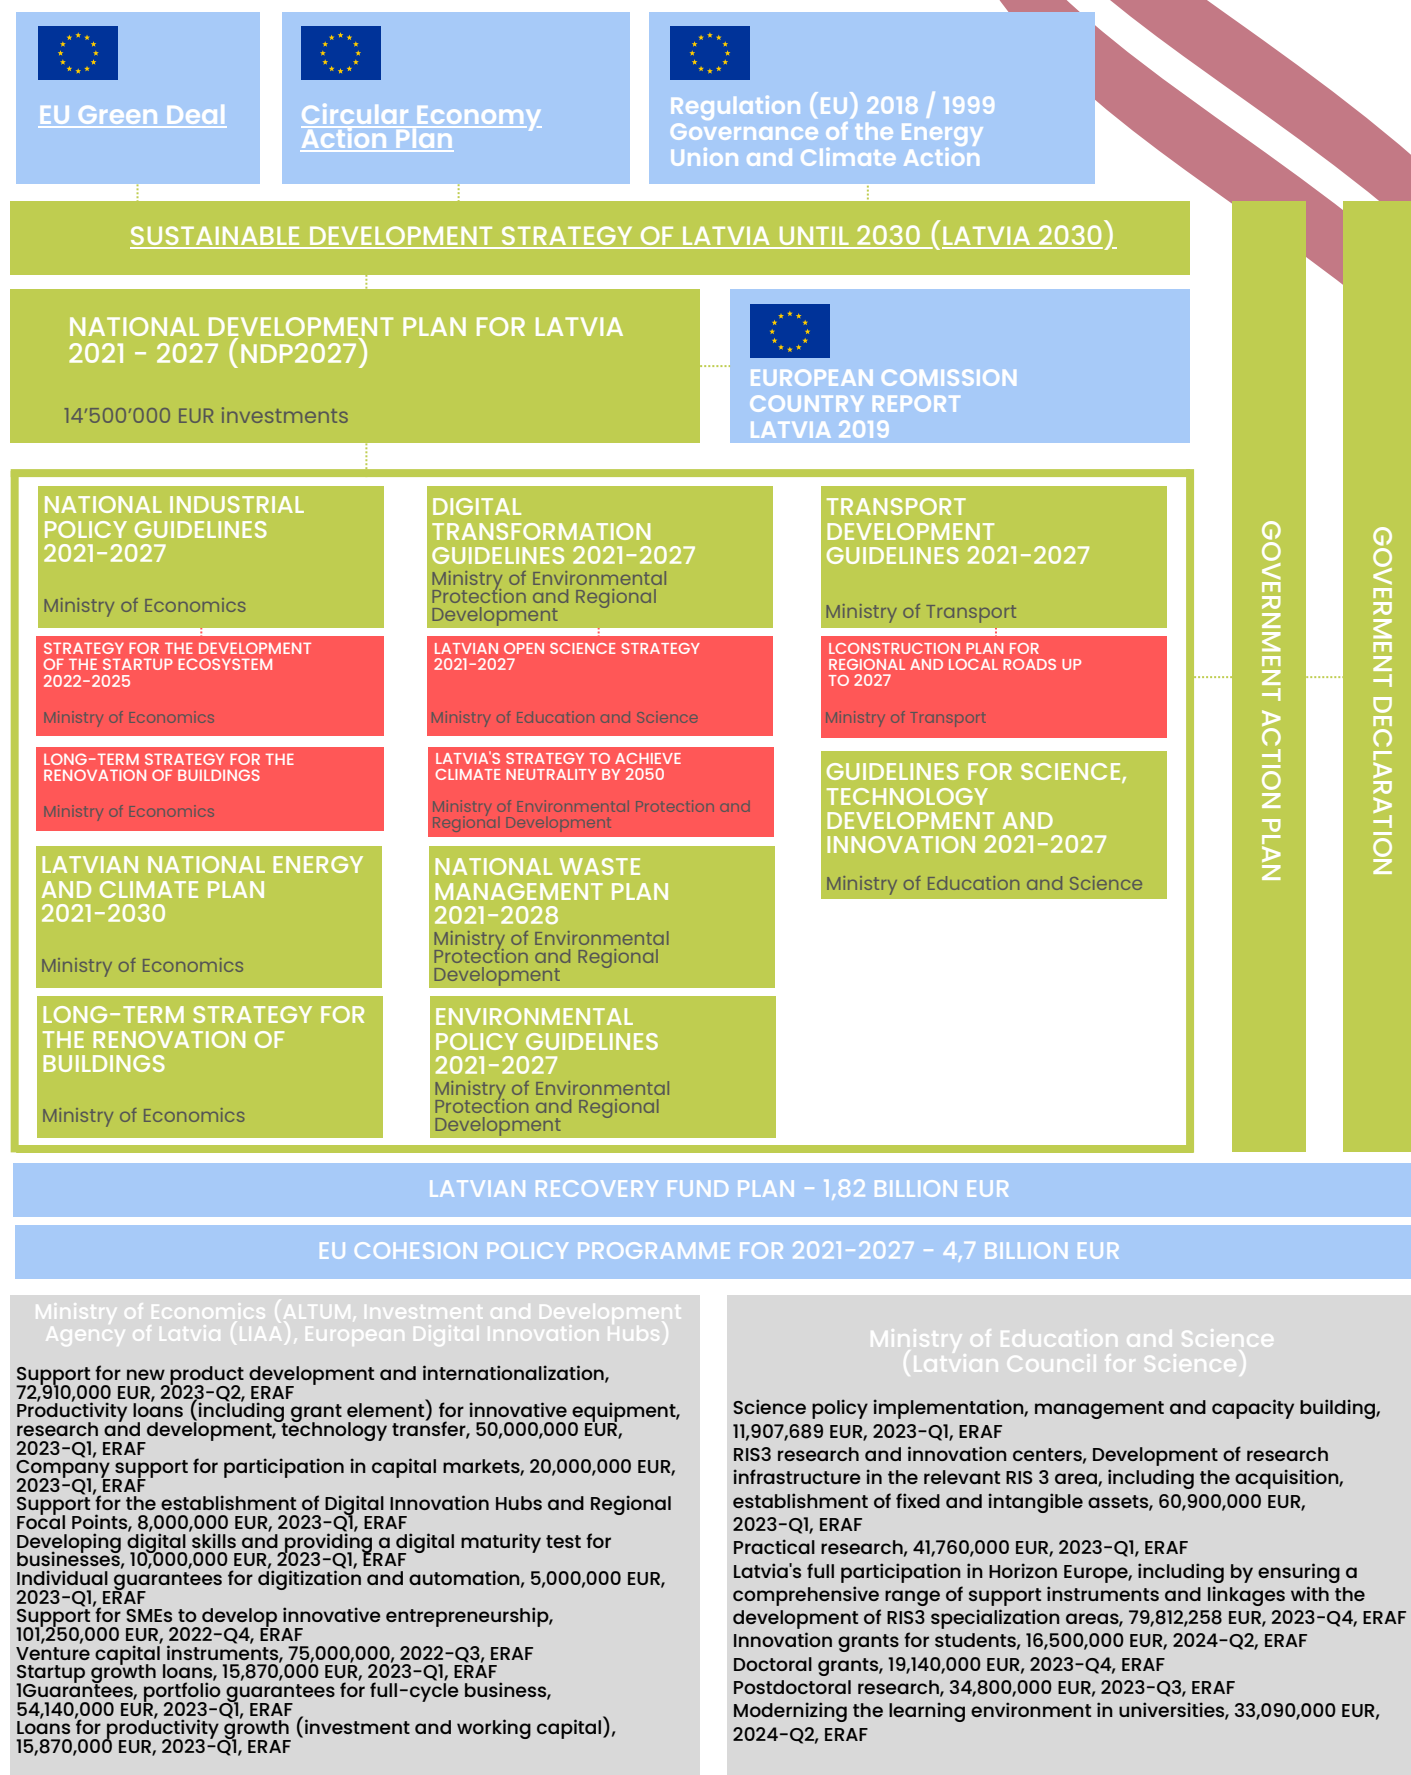 EU Green Deal
Circular Economy
Action Plan
Regulation (EU) 2018 / 1999
Governance of the Energy
Union and Climate Action
SUSTAINABLE DEVELOPMENT STRATEGY OF LATVIA UNTIL 2030 (LATVIA 2030)
NATIONAL DEVELOPMENT PLAN FOR LATVIA
2021 - 2027 (NDP2027)
14’500’000 EUR investments
EUROPEAN COMISSION
COUNTRY REPORT
LATVIA 2019
NATIONAL INDUSTRIAL
POLICY GUIDELINES
2021-2027
Ministry of Economics
STRATEGY FOR THE DEVELOPMENT
OF THE STARTUP ECOSYSTEM
2022-2025
Ministry of Economics
LONG-TERM STRATEGY FOR THE
RENOVATION OF BUILDINGS
Ministry of Economics
LATVIAN NATIONAL ENERGY
AND CLIMATE PLAN
2021-2030
Ministry of Economics
LONG-TERM STRATEGY FOR
THE RENOVATION OF
BUILDINGS
Ministry of Economics
DIGITAL
TRANSFORMATION
GUIDELINES 2021-2027
Ministry of Environmental
Protection and Regional
Development
LATVIAN OPEN SCIENCE STRATEGY
2021-2027
Ministry of Education and Science
LATVIA'S STRATEGY TO ACHIEVE
CLIMATE NEUTRALITY BY 2050
Ministry of Environmental Protection and
Regional Development
NATIONAL WASTE
MANAGEMENT PLAN
2021-2028
Ministry of Environmental
Protection and Regional
Development
ENVIRONMENTAL
POLICY GUIDELINES
2021-2027
Ministry of Environmental
Protection and Regional
Development
TRANSPORT
DEVELOPMENT
GUIDELINES 2021-2027
Ministry of Transport
LCONSTRUCTION PLAN FOR
REGIONAL AND LOCAL ROADS UP
TO 2027
Ministry of Transport
GUIDELINES FOR SCIENCE,
TECHNOLOGY
DEVELOPMENT AND
INNOVATION 2021-2027
Ministry of Education and Science
GOVERNMENT ACTION PLAN
GOVERMENT DECLARATION
LATVIAN RECOVERY FUND PLAN - 1,82 BILLION EUR
EU COHESION POLICY PROGRAMME FOR 2021-2027 - 4,7 BILLION EUR
Ministry of Economics (ALTUM, Investment and Development
Agency of Latvia (LIAA), European Digital Innovation Hubs)
Support for new product development and internationalization,
72,910,000 EUR, 2023-Q2, ERAF
Productivity loans (including grant element) for innovative equipment,
research and development, technology transfer, 50,000,000 EUR,
2023-Q1, ERAF
Company support for participation in capital markets, 20,000,000 EUR,
2023-Q1, ERAF
Support for the establishment of Digital Innovation Hubs and Regional
Focal Points, 8,000,000 EUR, 2023-Q1, ERAF
Developing digital skills and providing a digital maturity test for
businesses, 10,000,000 EUR, 2023-Q1, ERAF
Individual guarantees for digitization and automation, 5,000,000 EUR,
2023-Q1, ERAF
Support for SMEs to develop innovative entrepreneurship,
101,250,000 EUR, 2022-Q4, ERAF
Venture capital instruments, 75,000,000, 2022-Q3, ERAF
Startup growth loans, 15,870,000 EUR, 2023-Q1, ERAF
1Guarantees, portfolio guarantees for full-cycle business,
54,140,000 EUR, 2023-Q1, ERAF
Loans for productivity growth (investment and working capital),
15,870,000 EUR, 2023-Q1, ERAF
Ministry of Education and Science
(Latvian Council for Science)
Science policy implementation, management and capacity building,
11,907,689 EUR, 2023-Q1, ERAF
RIS3 research and innovation centers, Development of research
infrastructure in the relevant RIS 3 area, including the acquisition,
establishment of fixed and intangible assets, 60,900,000 EUR,
2023-Q1, ERAF
Practical research, 41,760,000 EUR, 2023-Q1, ERAF
Latvia's full participation in Horizon Europe, including by ensuring a
comprehensive range of support instruments and linkages with the
development of RIS3 specialization areas, 79,812,258 EUR, 2023-Q4, ERAF
Innovation grants for students, 16,500,000 EUR, 2024-Q2, ERAF
Doctoral grants, 19,140,000 EUR, 2023-Q4, ERAF
Postdoctoral research, 34,800,000 EUR, 2023-Q3, ERAF
Modernizing the learning environment in universities, 33,090,000 EUR,
2024-Q2, ERAF